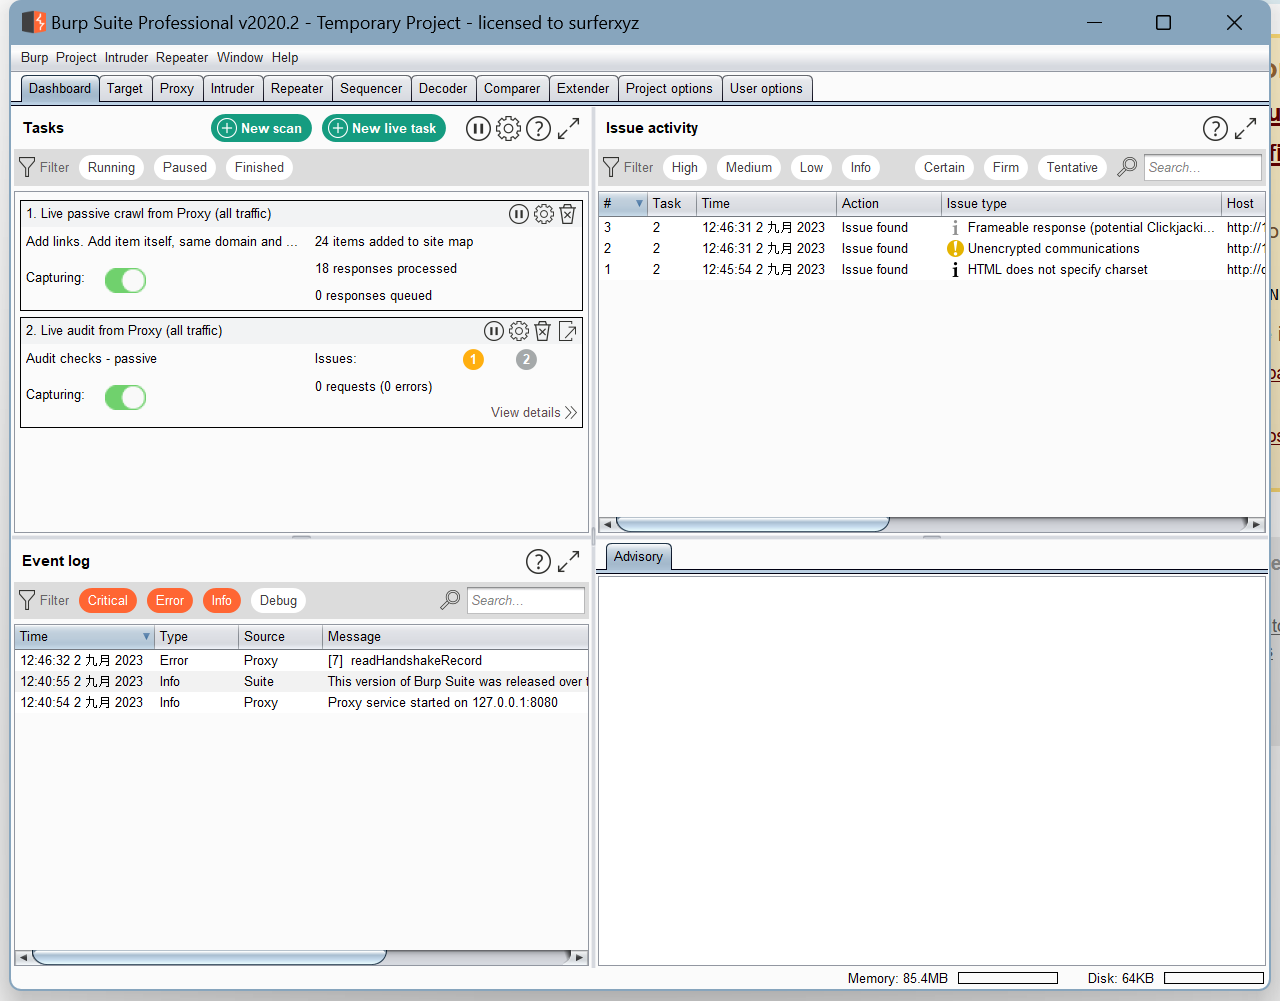 Burp Suite Professional v2020.2 - Temporary Project - licensed to surferxyz
Burp Project Intruder Repeater Window Help
Dashboard Target Proxy Intruder Repeater Sequencer Decoder Comparer Extender Project options User options
Tasks
New scan
New live task
Filter Running Paused Finished
1. Live passive crawl from Proxy (all traffic)
Add links. Add item itself, same domain and ...
24 items added to site map
18 responses processed
Capturing:
0 responses queued
2. Live audit from Proxy (all traffic)
Audit checks - passive
Issues: 1 2
0 requests (0 errors)
Capturing:
View details
Issue activity
Filter High Medium Low Info Certain Firm Tentative Search...
# Task Time Action Issue type Host
3 2 12:46:31 2 九月 2023 Issue found Frameable response (potential Clickjacki... http://1
2 2 12:46:31 2 九月 2023 Issue found Unencrypted communications http://1
1 2 12:45:54 2 九月 2023 Issue found HTML does not specify charset http://
Event log
Filter Critical Error Info Debug Search...
Time Type Source Message
12:46:32 2 九月 2023 Error Proxy [7] readHandshakeRecord
12:40:55 2 九月 2023 Info Suite This version of Burp Suite was released over
12:40:54 2 九月 2023 Info Proxy Proxy service started on 127.0.0.1:8080
Advisory
Memory: 85.4MB
Disk: 64KB